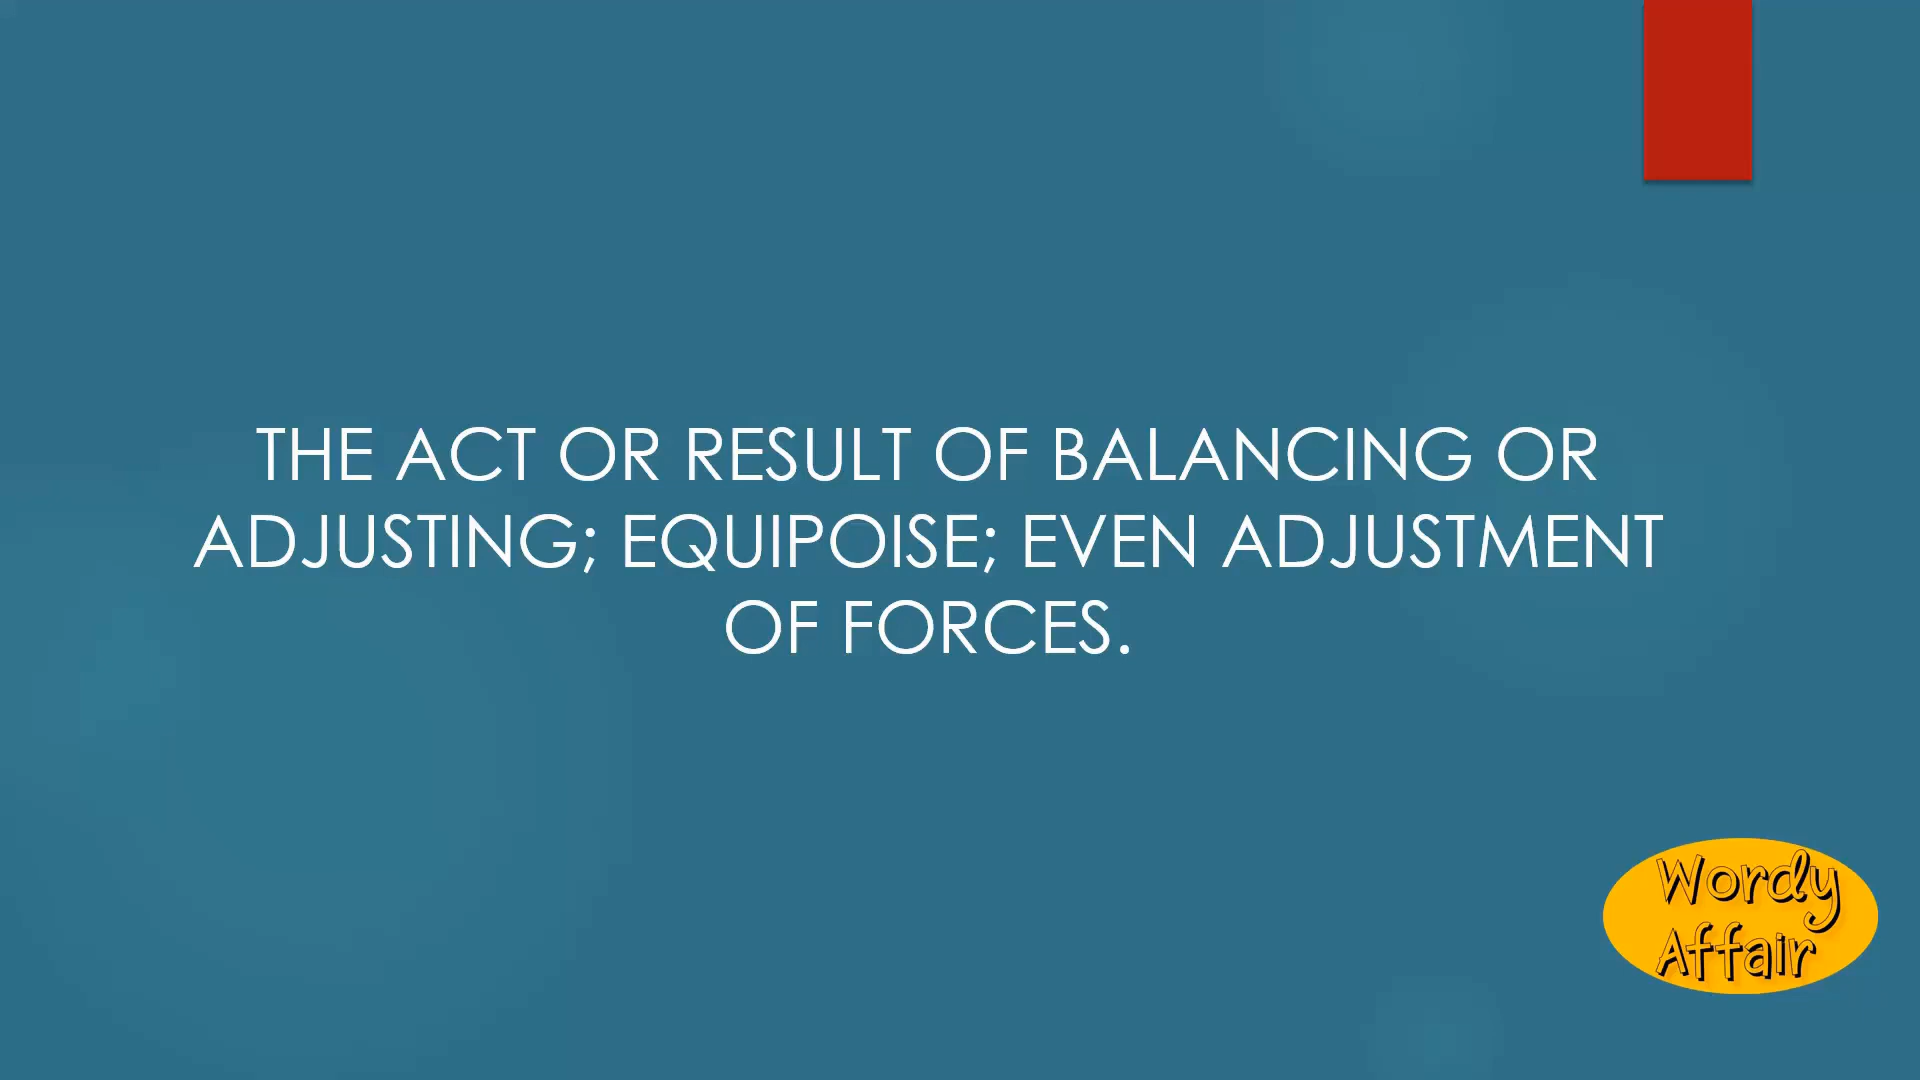 THE ACT OR RESULT OF BALANCING OR
ADJUSTING; EQUIPOISE; EVEN ADJUSTMENT
OF FORCES.
Wordy
Affair